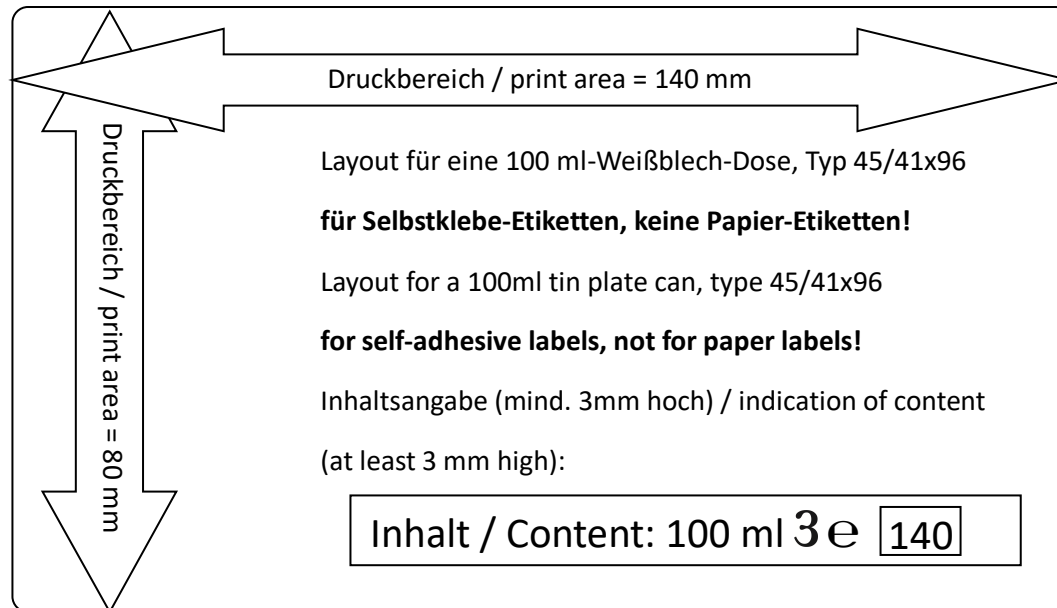 Druckbereich / print area = 140 mm
Druckbereich / print area = 80 mm
Layout für eine 100 ml-Weißblech-Dose, Typ 45/41x96
für Selbstklebe-Etiketten, keine Papier-Etiketten!
Layout for a 100ml tin plate can, type 45/41x96
for self-adhesive labels, not for paper labels!
Inhaltsangabe (mind. 3mm hoch) / indication of content
(at least 3 mm high):
Inhalt / Content: 100 ml 3 ℮ 140